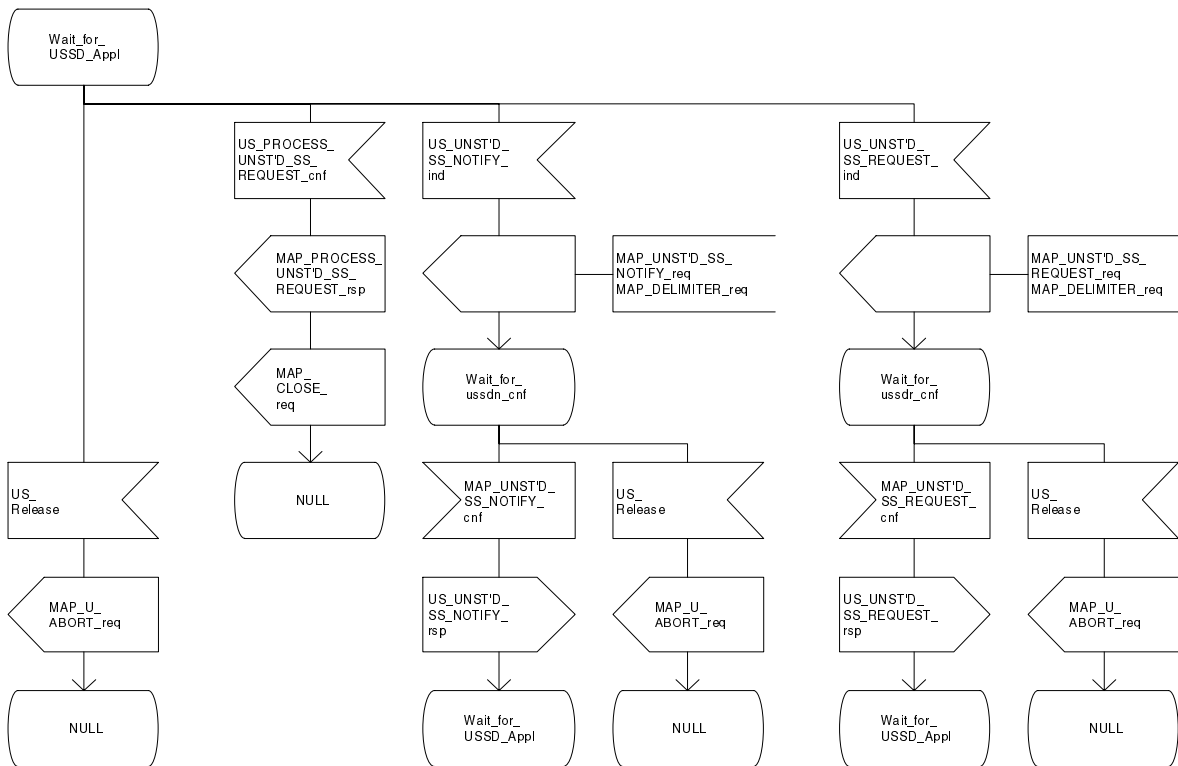 Wait_for_
USSD_Appl
US_PROCESS_
UNST'D_SS_
REQUEST_cnf
US_UNST'D_
SS_NOTIFY_
ind
US_UNST'D_
SS_REQUEST_
ind
MAP_PROCESS_
UNST'D_SS_
REQUEST_rsp
MAP_UNST'D_SS_
NOTIFY_req
MAP_DELIMITER_req
MAP_UNST'D_SS_
REQUEST_req
MAP_DELIMITER_req
MAP_
CLOSE_
req
Wait_for_
ussdn_cnf
Wait_for_
ussdr_cnf
US_
Release
NULL
MAP_UNST'D_
SS_NOTIFY_
cnf
US_
Release
MAP_UNST'D_
SS_REQUEST_
cnf
US_
Release
MAP_U_
ABORT_req
US_UNST'D_
SS_NOTIFY_
rsp
MAP_U_
ABORT_req
US_UNST'D_
SS_REQUEST_
rsp
MAP_U_
ABORT_req
NULL
Wait_for_
USSD_Appl
NULL
Wait_for_
USSD_Appl
NULL